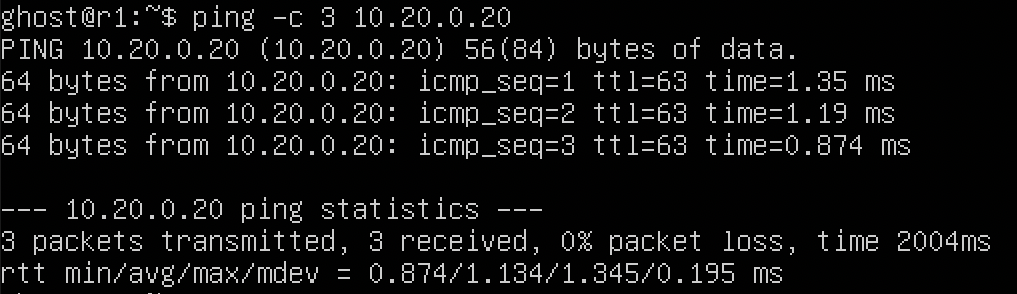 ghost@r1:~$ ping -c 3 10.20.0.20
PING 10.20.0.20 (10.20.0.20) 56(84) bytes of data.
64 bytes from 10.20.0.20: icmp_seq=1 ttl=63 time=1.35 ms
64 bytes from 10.20.0.20: icmp_seq=2 ttl=63 time=1.19 ms
64 bytes from 10.20.0.20: icmp_seq=3 ttl=63 time=0.874 ms

--- 10.20.0.20 ping statistics ---
3 packets transmitted, 3 received, 0% packet loss, time 2004ms
rtt min/avg/max/mdev = 0.874/1.134/1.345/0.195 ms